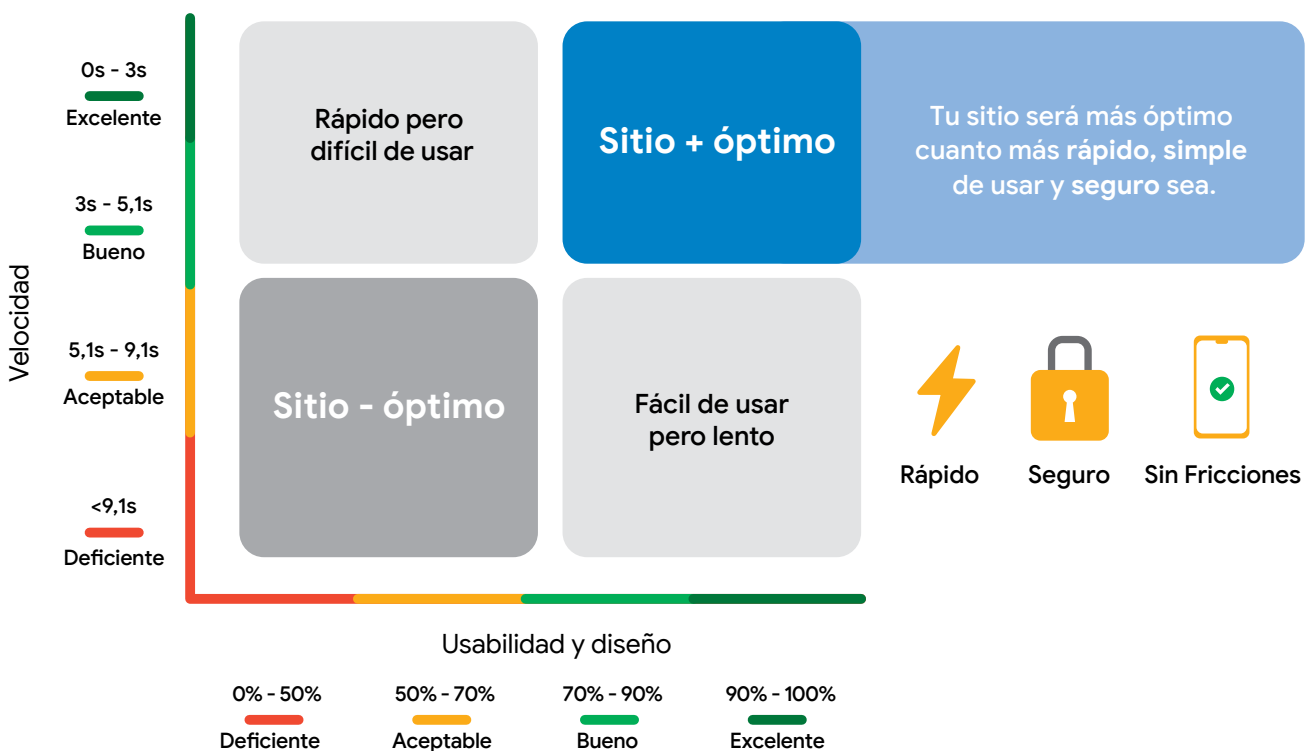 Velocidad
0s - 3s
Excelente
3s - 5,1s
Bueno
5,1s - 9,1s
Aceptable
<9,1s
Deficiente
Rápido pero
difícil de usar
Sitio + óptimo
Tu sitio será más óptimo
cuanto más rápido, simple
de usar y seguro sea.
Sitio - óptimo
Fácil de usar
pero lento
Rápido
Seguro
Sin Fricciones
Usabilidad y diseño
0% - 50%
Deficiente
50% - 70%
Aceptable
70% - 90%
Bueno
90% - 100%
Excelente